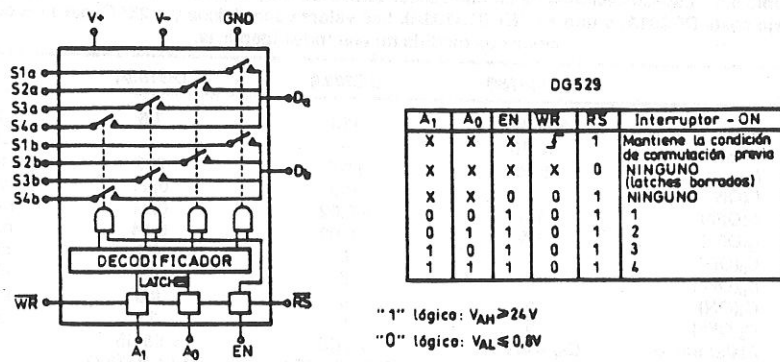 V+ V- GND
S1a
S2a
S3a
S4a
S1b
S2b
S3b
S4b
Da
Db
DECODIFICADOR
LATCHES
WR RS
A1 A0 EN
DG529
A1 A0 EN WR RS Interruptor - ON
X X X 1 Mantiene la condición de conmutación previa
X X X X 0 NINGUNO (latches borrados)
X X 0 0 1 NINGUNO
0 0 1 0 1 1
0 1 1 0 1 2
1 0 1 0 1 3
1 1 1 0 1 4
"1" lógico: VAH ≥ 24 V
"0" lógico: VAL ≤ 0,8V